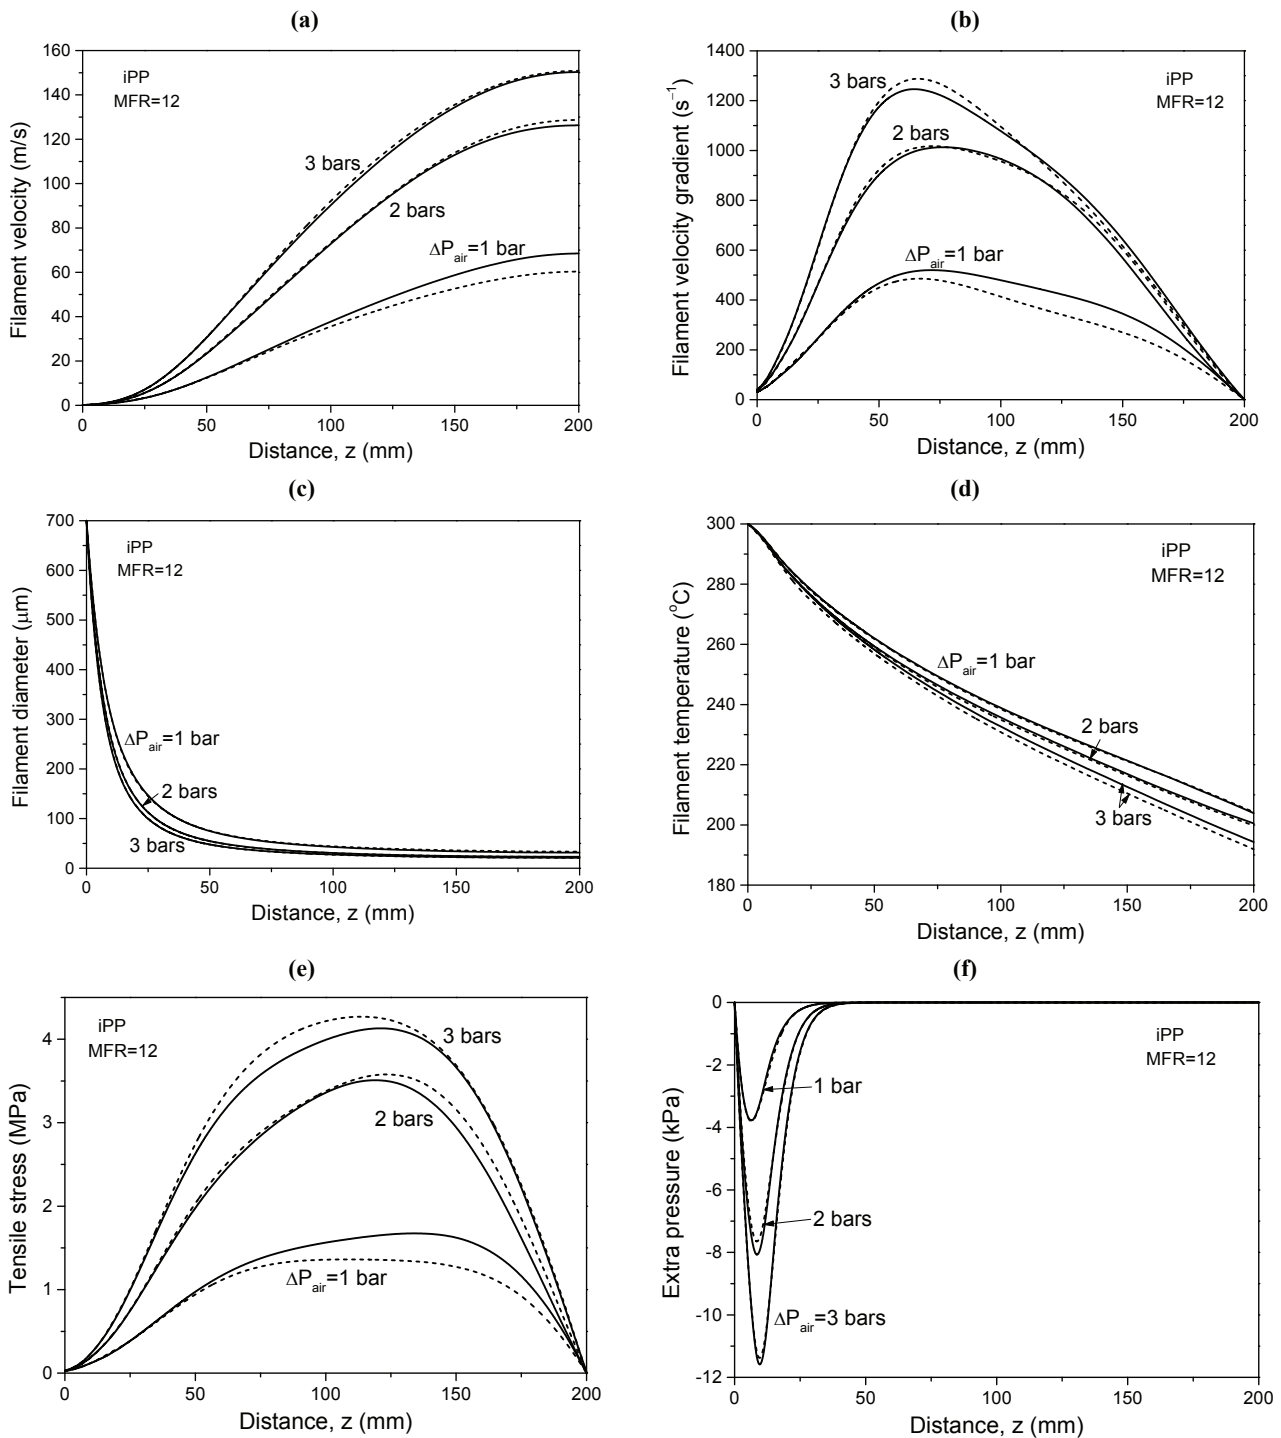 (a)
160
140
120
100
80
60
40
20
0
0 50 100 150 200
Filament velocity (m/s)
Distance, z (mm)
iPP
MFR=12
3 bars
2 bars
ΔPair=1 bar
(b)
1400
1200
1000
800
600
400
200
0
0 50 100 150 200
Filament velocity gradient (s⁻¹)
Distance, z (mm)
iPP
MFR=12
3 bars
2 bars
ΔPair=1 bar
(c)
700
600
500
400
300
200
100
0
0 50 100 150 200
Filament diameter (μm)
Distance, z (mm)
iPP
MFR=12
ΔPair=1 bar
2 bars
3 bars
(d)
300
280
260
240
220
200
180
0 50 100 150 200
Filament temperature (°C)
Distance, z (mm)
iPP
MFR=12
ΔPair=1 bar
2 bars
3 bars
(e)
4
3
2
1
0
0 50 100 150 200
Tensile stress (MPa)
Distance, z (mm)
iPP
MFR=12
3 bars
2 bars
ΔPair=1 bar
(f)
0
-2
-4
-6
-8
-10
-12
0 50 100 150 200
Extra pressure (kPa)
Distance, z (mm)
iPP
MFR=12
1 bar
2 bars
ΔPair=3 bars